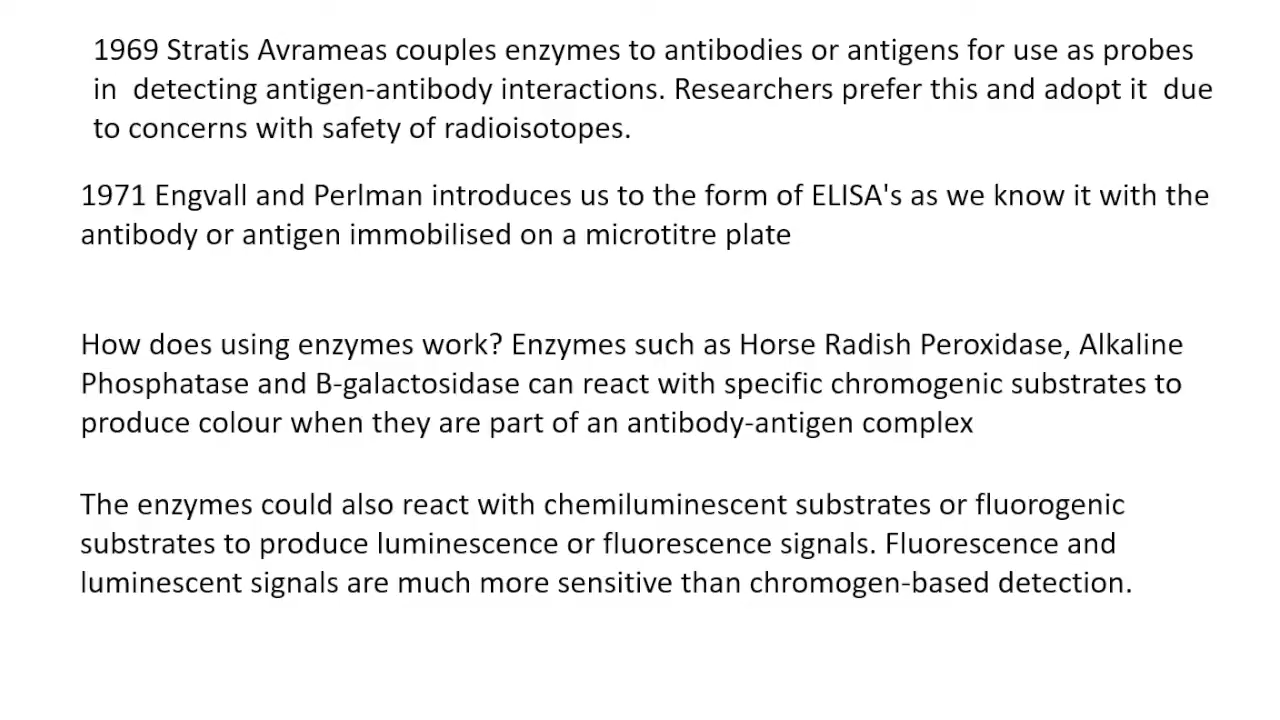 1969 Stratis Avrameas couples enzymes to antibodies or antigens for use as probes
in  detecting antigen-antibody interactions. Researchers prefer this and adopt it  due
to concerns with safety of radioisotopes.
1971 Engvall and Perlman introduces us to the form of ELISA's as we know it with the
antibody or antigen immobilised on a microtitre plate
How does using enzymes work? Enzymes such as Horse Radish Peroxidase, Alkaline
Phosphatase and B-galactosidase can react with specific chromogenic substrates to
produce colour when they are part of an antibody-antigen complex
The enzymes could also react with chemiluminescent substrates or fluorogenic
substrates to produce luminescence or fluorescence signals. Fluorescence and
luminescent signals are much more sensitive than chromogen-based detection.